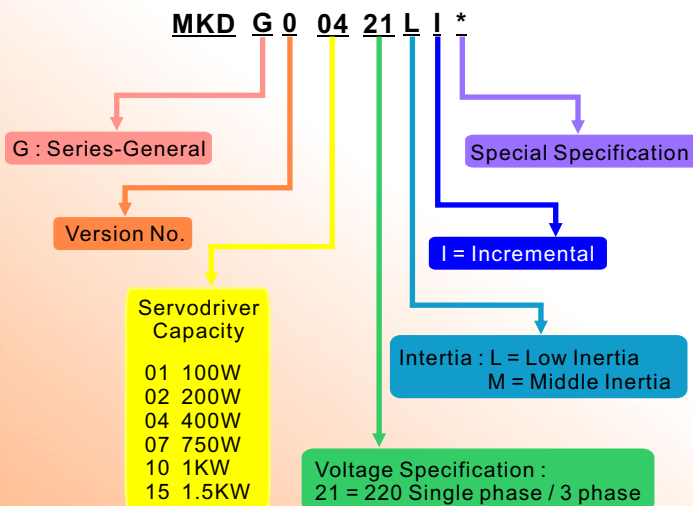 MKD G 0 04 21 L I *
G : Series-General
Special Specification
Version No.
I = Incremental
Servodriver
Capacity
01 100W
02 200W
04 400W
07 750W
10 1KW
15 1.5KW
Intertia : L = Low Inertia
M = Middle Inertia
Voltage Specification :
21 = 220 Single phase / 3 phase